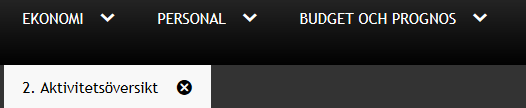 EKONOMI PERSONAL BUDGET OCH PROGNOS
2. Aktivitetsöversikt